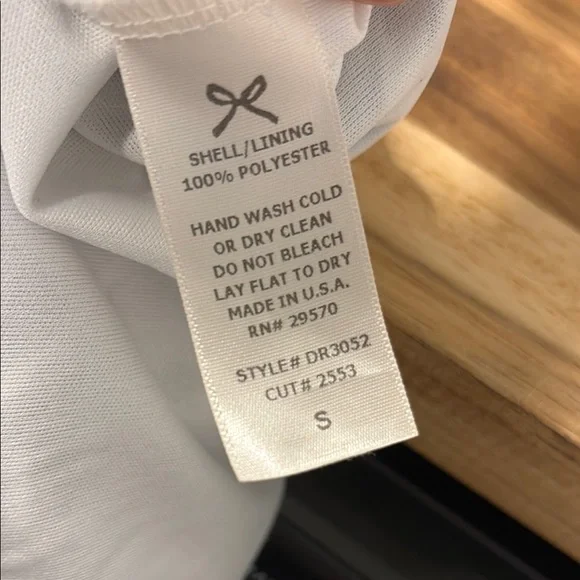 SHELL/LINING
100% POLYESTER
HAND WASH COLD
OR DRY CLEAN
DO NOT BLEACH
LAY FLAT TO DRY
MADE IN U.S.A.
RN# 29570
STYLE# DR3052
CUT# 2553
S